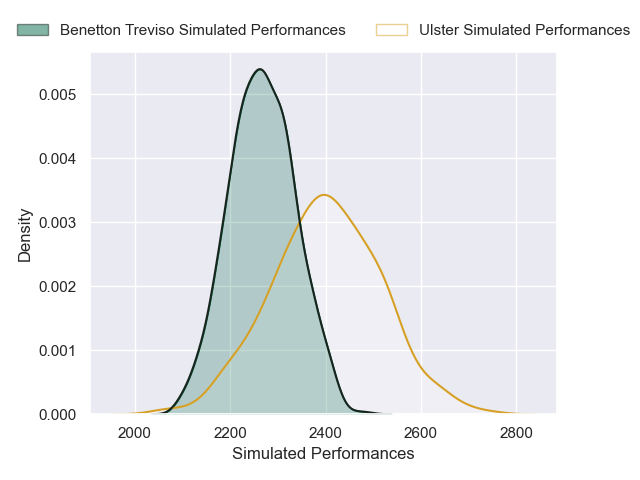 Benetton Treviso Simulated Performances Ulster Simulated Performances
0.005
0.004
0.003
0.002
0.001
0.000
Density
2000 2200 2400 2600 2800
Simulated Performances